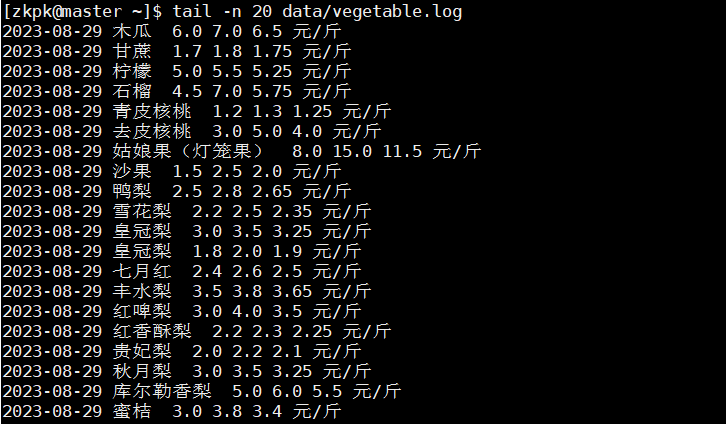 [zkpk@master ~]$ tail -n 20 data/vegetable.log
2023-08-29 木瓜  6.0 7.0 6.5 元/斤
2023-08-29 甘蔗  1.7 1.8 1.75 元/斤
2023-08-29 柠檬  5.0 5.5 5.25 元/斤
2023-08-29 石榴  4.5 7.0 5.75 元/斤
2023-08-29 青皮核桃  1.2 1.3 1.25 元/斤
2023-08-29 去皮核桃  3.0 5.0 4.0 元/斤
2023-08-29 姑娘果（灯笼果）  8.0 15.0 11.5 元/斤
2023-08-29 沙果  1.5 2.5 2.0 元/斤
2023-08-29 鸭梨  2.5 2.8 2.65 元/斤
2023-08-29 雪花梨  2.2 2.5 2.35 元/斤
2023-08-29 皇冠梨  3.0 3.5 3.25 元/斤
2023-08-29 皇冠梨  1.8 2.0 1.9 元/斤
2023-08-29 七月红  2.4 2.6 2.5 元/斤
2023-08-29 丰水梨  3.5 3.8 3.65 元/斤
2023-08-29 红啤梨  3.0 4.0 3.5 元/斤
2023-08-29 红香酥梨  2.2 2.3 2.25 元/斤
2023-08-29 贵妃梨  2.0 2.2 2.1 元/斤
2023-08-29 秋月梨  3.0 3.5 3.25 元/斤
2023-08-29 库尔勒香梨  5.0 6.0 5.5 元/斤
2023-08-29 蜜桔  3.0 3.8 3.4 元/斤